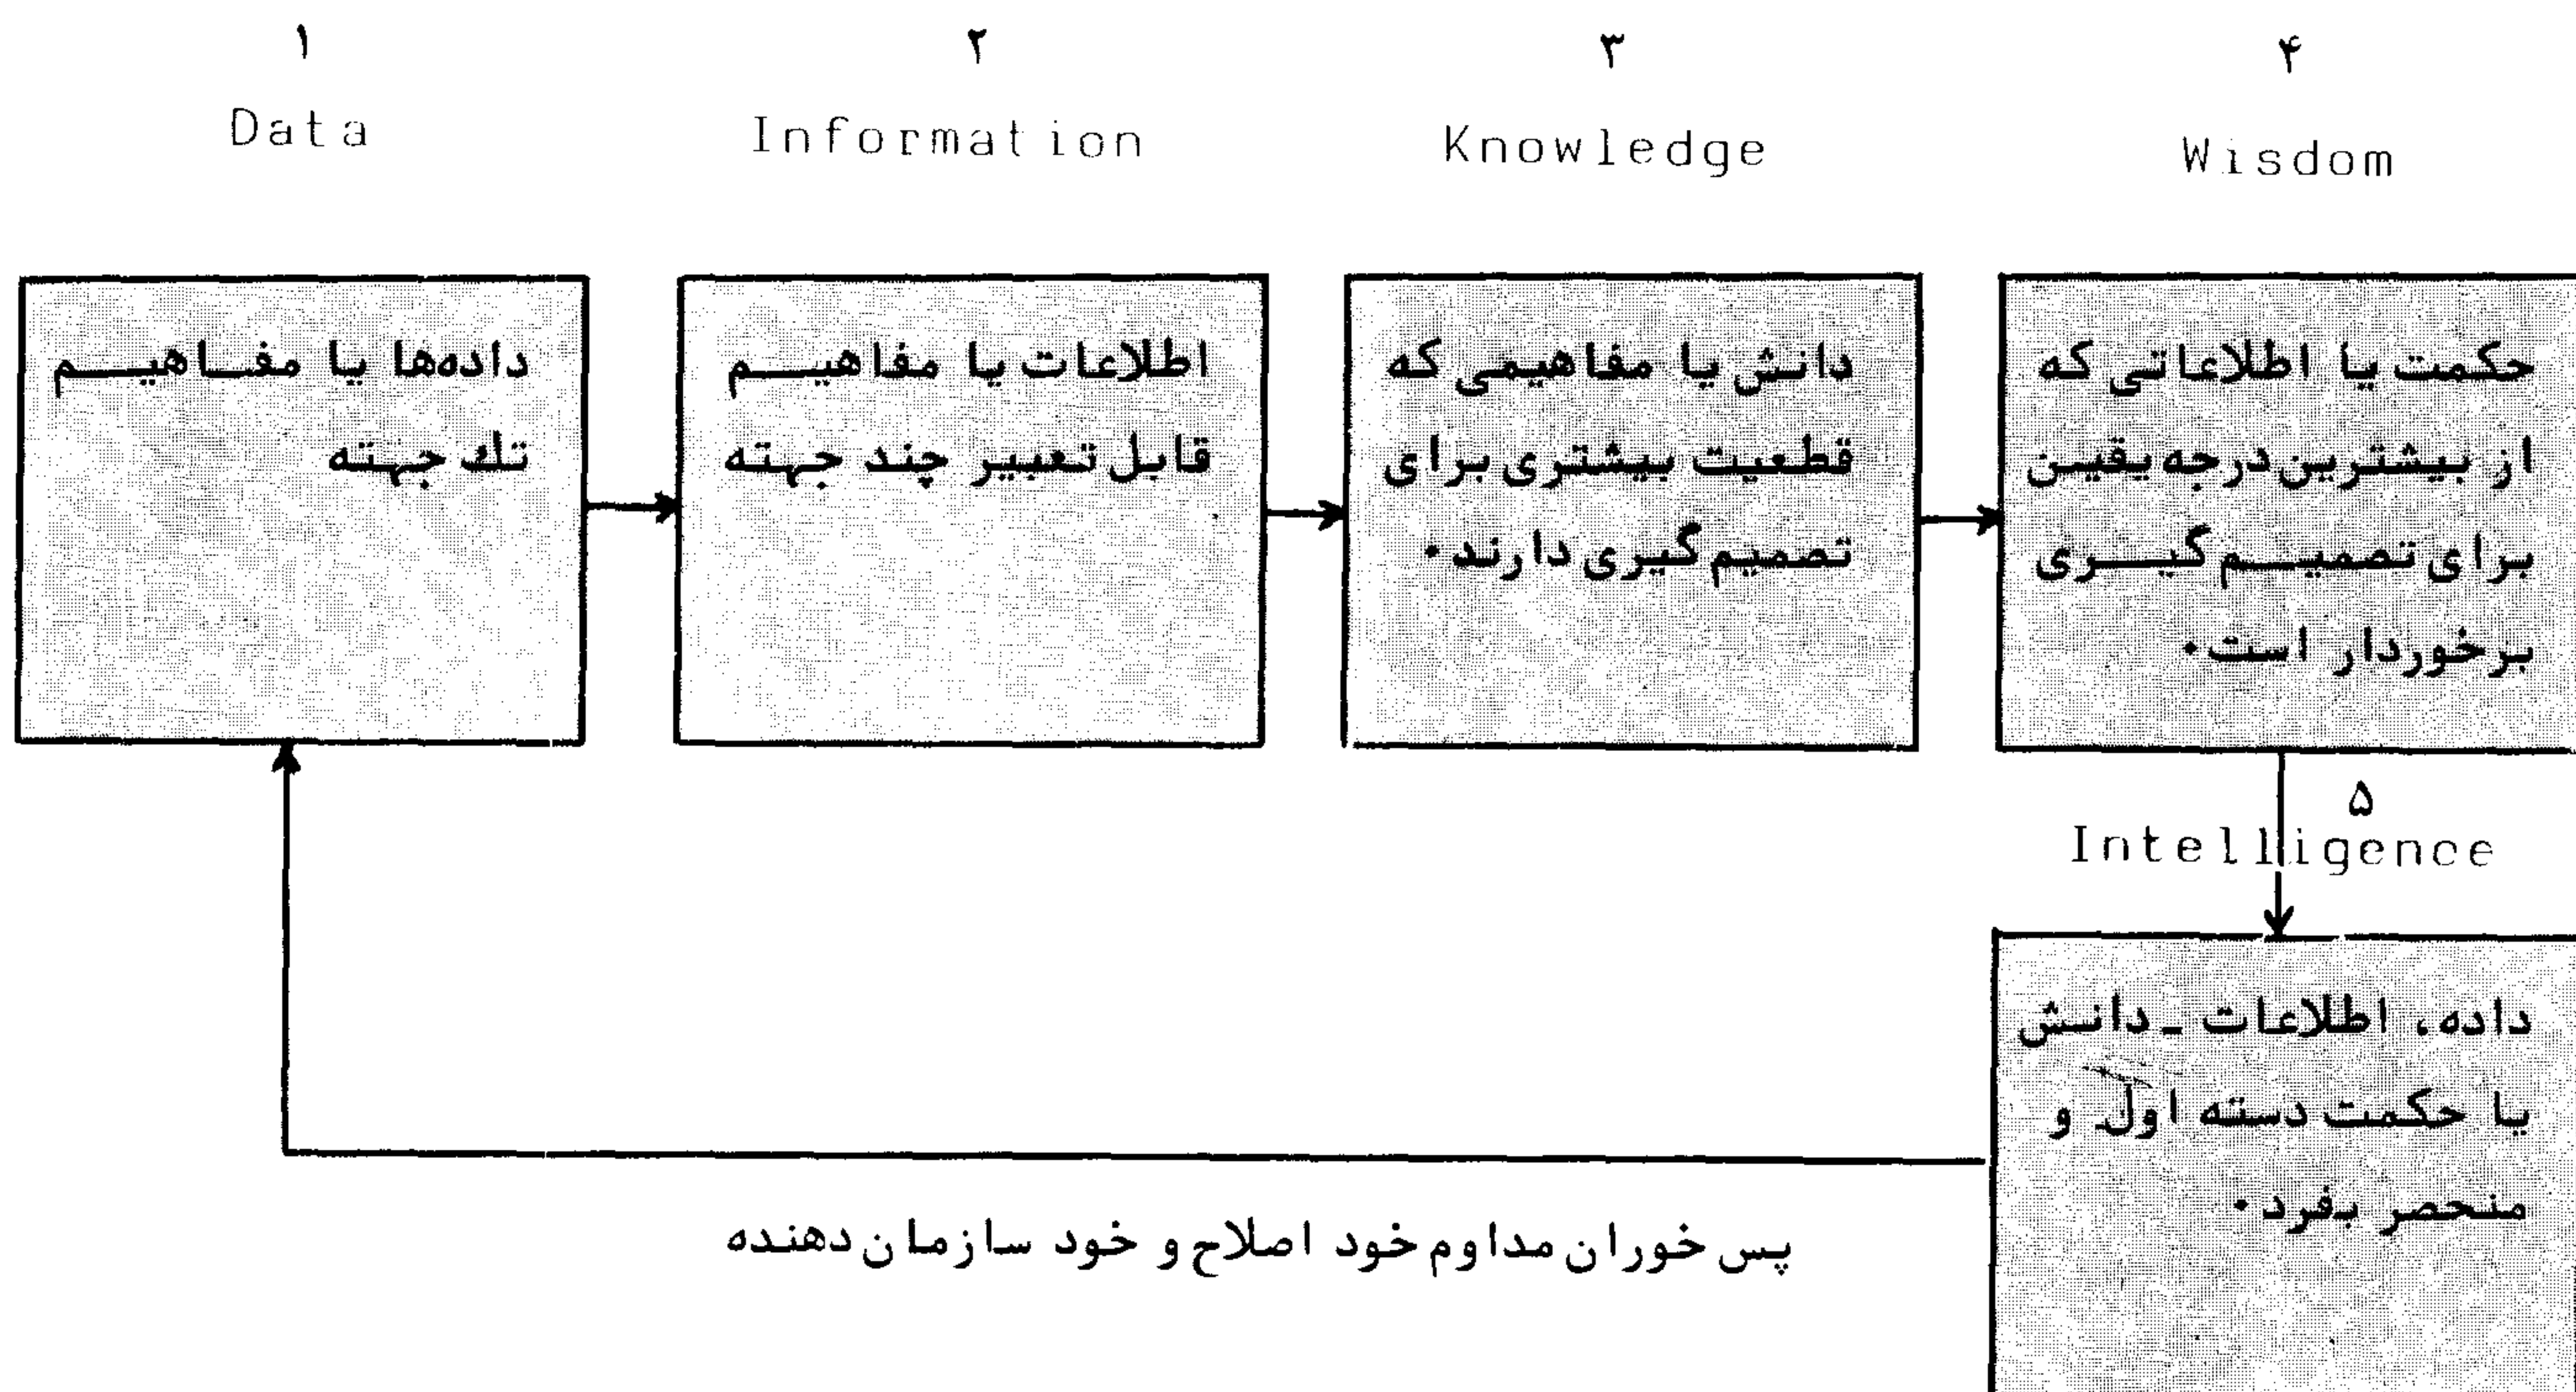 ۱
Data
داده‌ها یا مفاهیم
تك جهته
۲
Information
اطلاعات یا مفاهیم
قابل تعبیر چند جهته
۳
Knowledge
دانش یا مفاهیمی که
قطعیت بیشتری برای
تصمیم گیری دارند.
۴
Wisdom
حکمت یا اطلاعاتی که
از بیشترین درجه یقین
برای تصمیم گیری
برخوردار است.
۵
Intelligence
داده، اطلاعات ـ دانش
یا حکمت دسته اول و
منحصر بفرد.
پس خوران مداوم خود اصلاح و خود سازمان دهنده